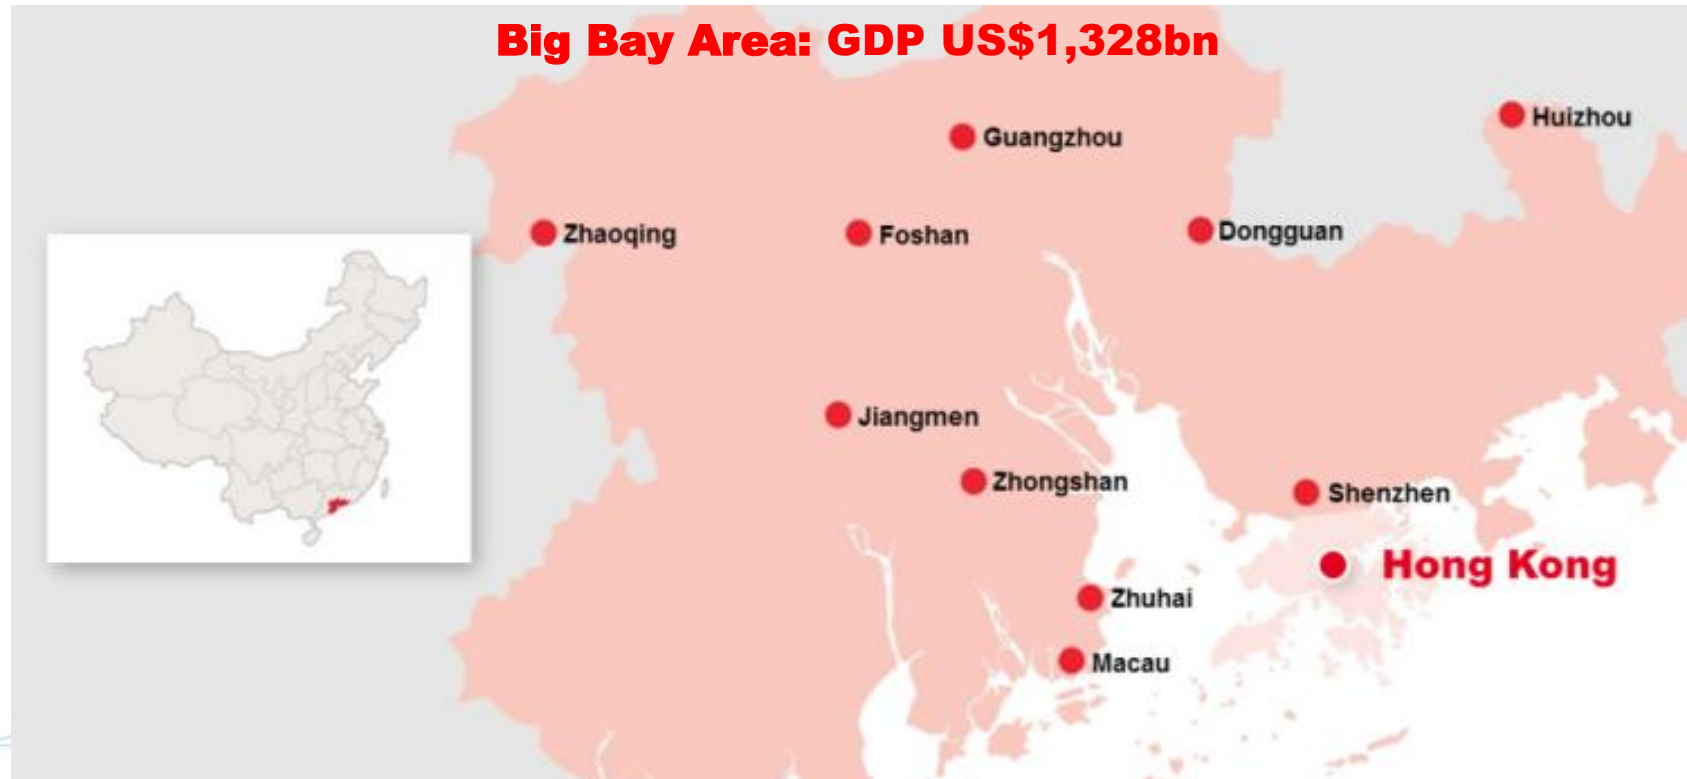 Big Bay Area: GDP US$1,328bn
Huizhou
Guangzhou
Zhaoqing
Foshan
Dongguan
Jiangmen
Zhongshan
Shenzhen
Hong Kong
Zhuhai
Macau